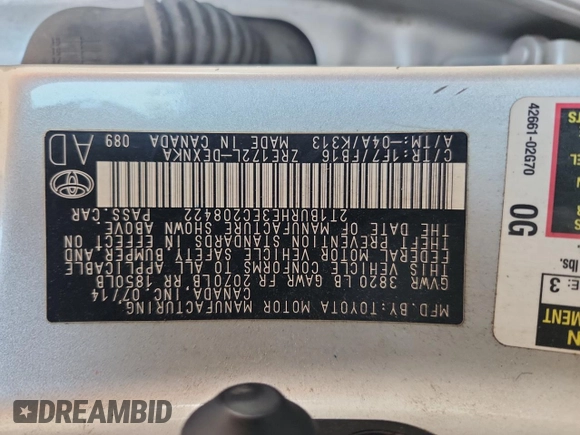 MFD. BY: TOYOTA MOTOR MANUFACTURING
CANADA, INC. 07/14
GVWR 3820 LB GAWR FR 2070LB RR 1850LB
THIS VEHICLE CONFORMS TO ALL APPLICABLE
FEDERAL MOTOR VEHICLE SAFETY, BUMPER, AND
THEFT PREVENTION STANDARDS IN EFFECT ON
THE DATE OF MANUFACTURE SHOWN ABOVE.
2T1BURHE3EC208422 PASS. CAR
C/TR: 1F7/FB16
A/TM: -04A/K313
ZRE172L-DEXNKA
MADE IN CANADA
089
AD
42661-02G70
0G
lbs.
E: 3
N
MENT
DREAMBID